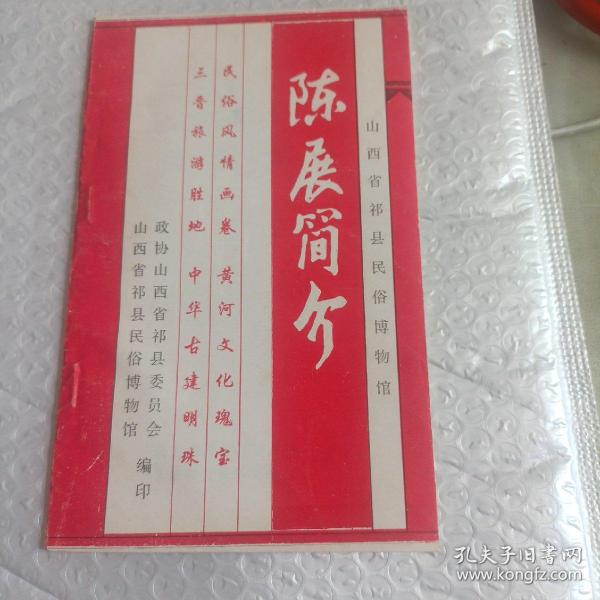 山西省祁县民俗博物馆
陈展简介
民俗风情画卷 黄河文化瑰宝
三晋旅游胜地 中华古建明珠
政协山西省祁县委员会
山西省祁县民俗博物馆 编印
孔夫子旧书网
www.kongfz.com